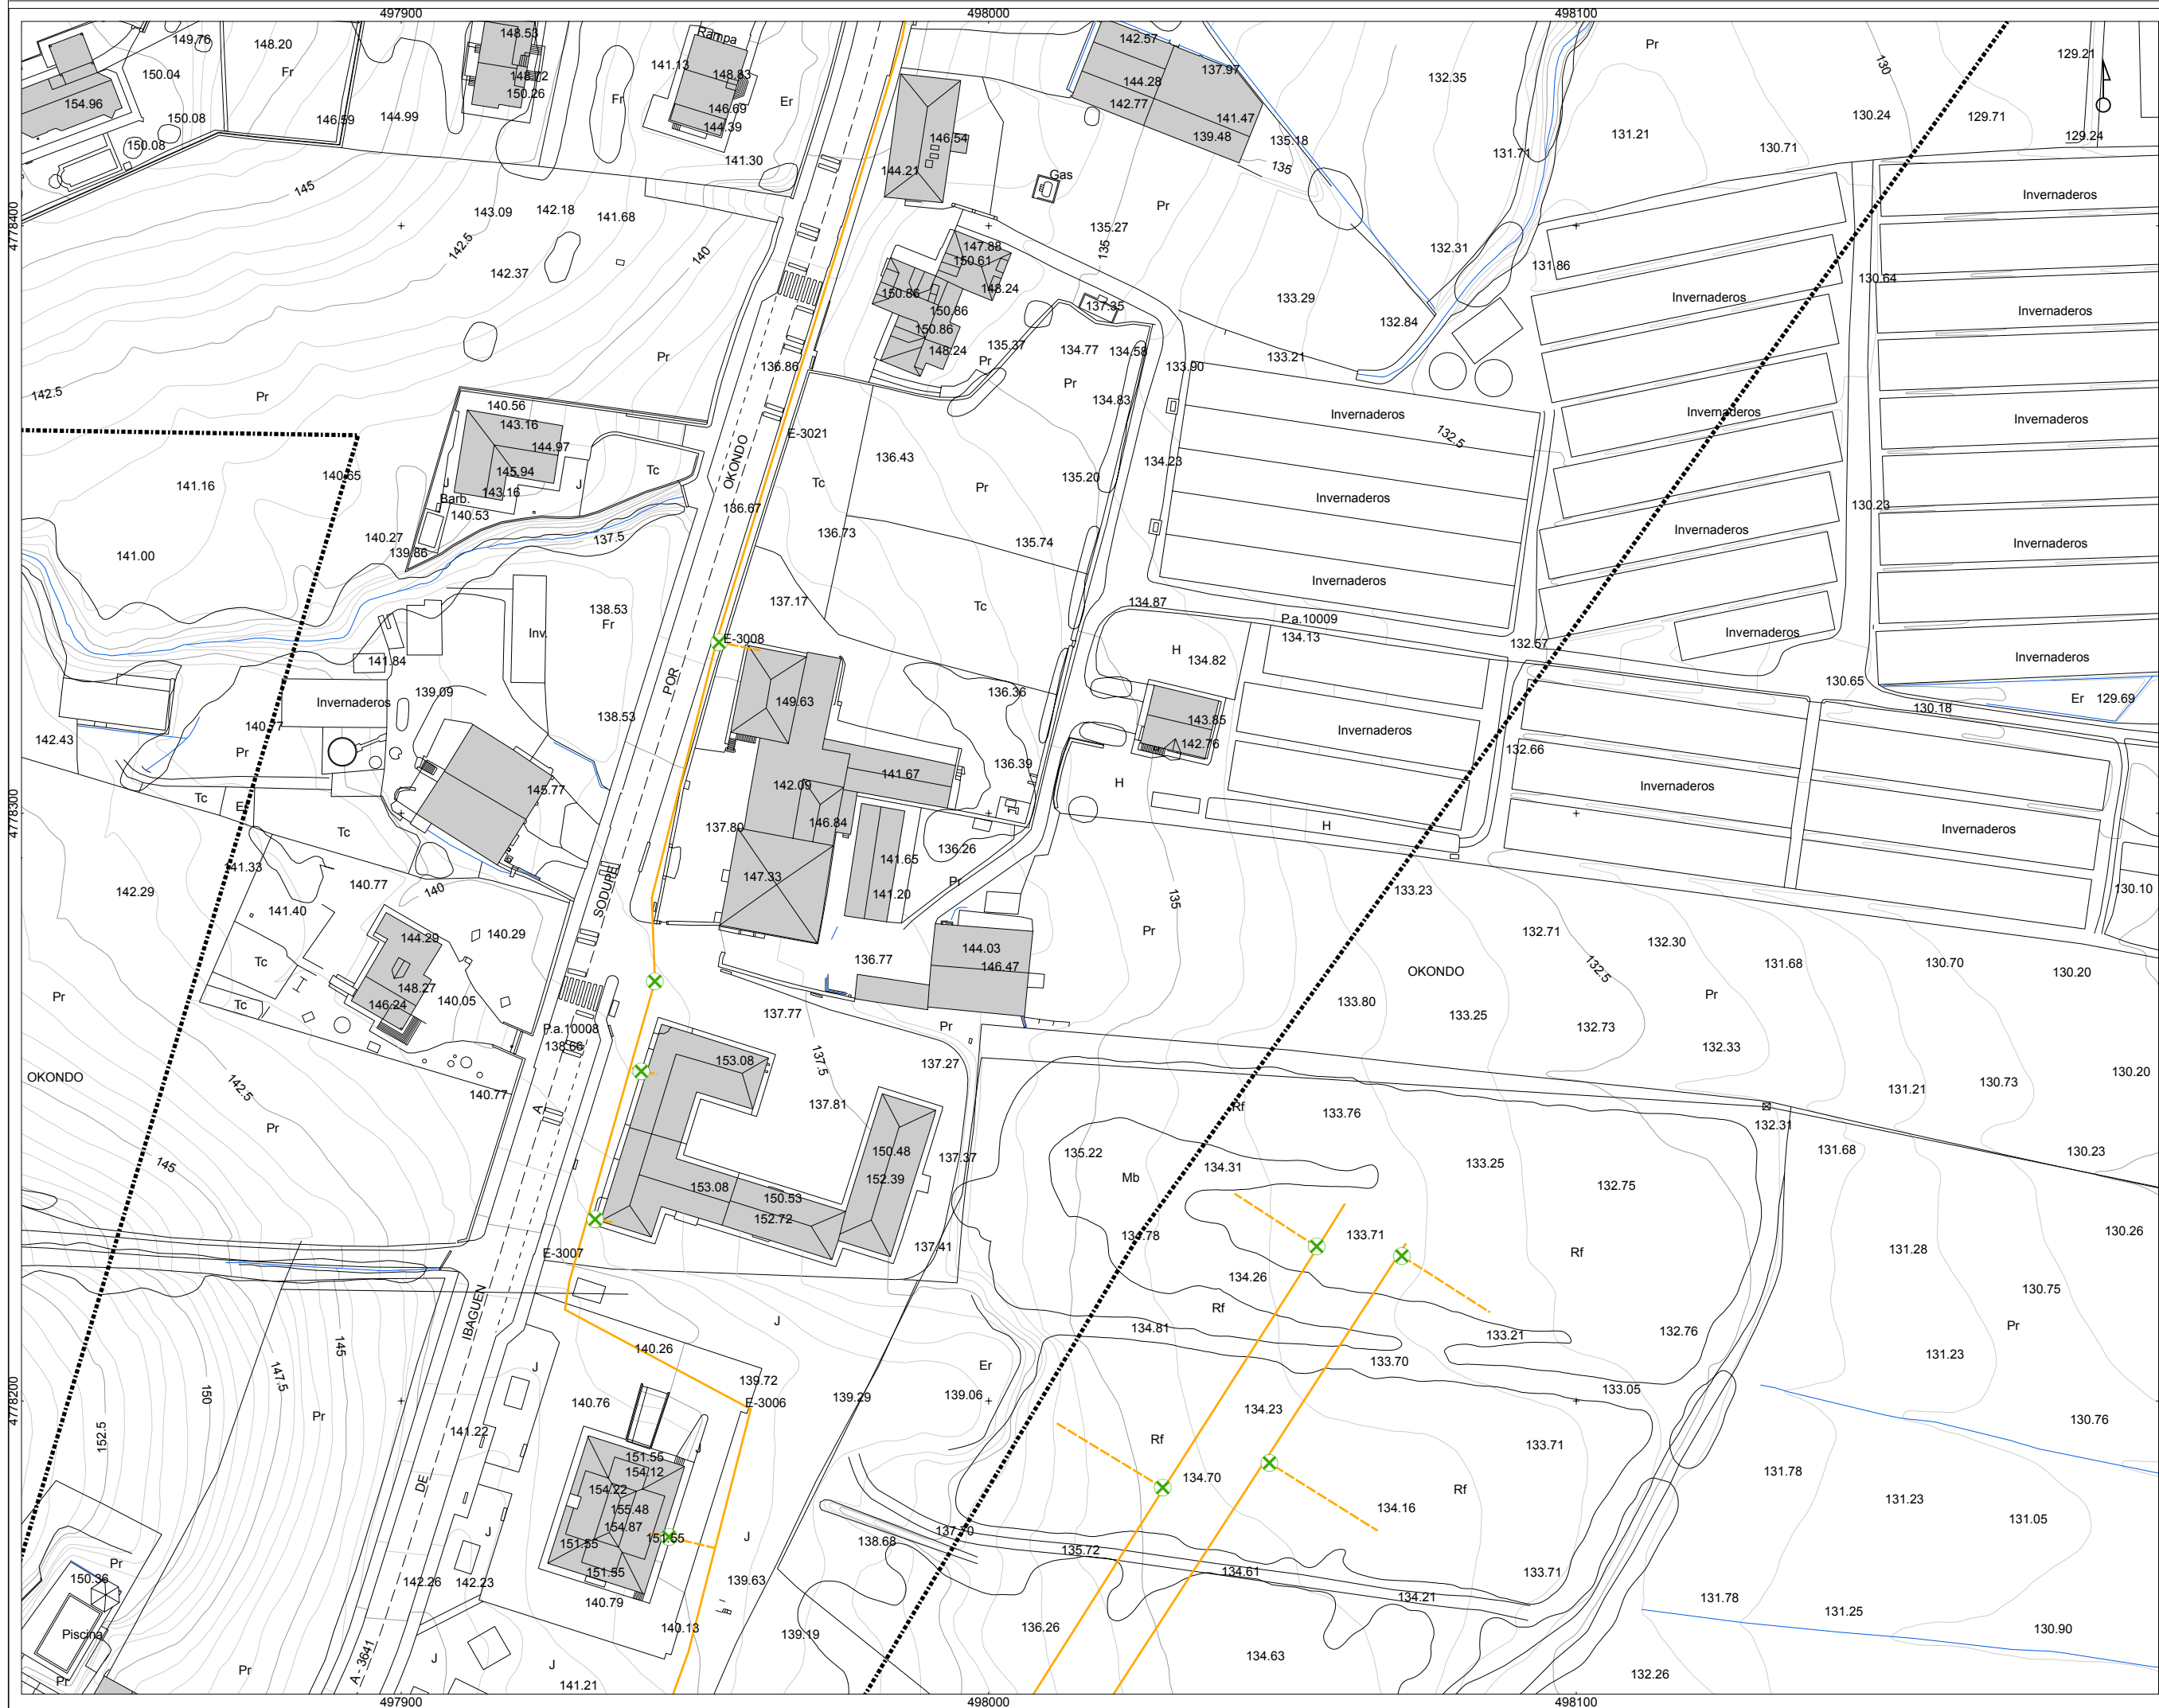 497900 498000 498100
149.76 148.20 148.53 Rampa 142.57 Pr 129.21
150.04 Fr 148.72 141.13 148.83 144.28 137.97 132.35 130
154.96 150.26 Fr Er 142.77
150.08 146.59 144.99 146.69 141.47 130.24 129.71
150.08 144.39 146.54 139.48 135.18 131.21 129.24
141.30 144.21 135 131.71 130.71
145 Gas Invernaderos
4778400 143.09 142.18 141.68 Pr
142.5 140 147.88 135.27 135 132.31
142.37 150.61 131.86 130.64
150.86 148.24 133.29 Invernaderos
150.86 137.35 132.84 Invernaderos
150.86 135.37 134.77 134.58
Pr 136.86 148.24 Pr 133.21
142.5 Pr Pr 133.90
140.56 134.83 Invernaderos Invernaderos Invernaderos
143.16 E-3021 132.5
144.97 OKONDO 136.43 134.23
140.65 145.94 Tc Tc Pr 135.20
141.16 J J 143.16
Barb. 140.53 136.67 Invernaderos 130.23
140.27 137.5 136.73 135.74 Invernaderos
141.00 139.86 Invernaderos
Invernaderos
138.53 137.17 Tc 134.87
Fr P.a.10009
Inv. E-3008 134.13 132.57 Invernaderos
141.84 H 134.82 Invernaderos
POR 136.36 130.65
Invernaderos 139.09 149.63 143.85 Er 129.69
138.53 130.18
140.77 142.76 Invernaderos
142.43 Pr 136.39 132.66
145.77 141.67 H
Tc E 142.09 Invernaderos
4778300 Tc 137.80 146.84 H Invernaderos
141.33 136.26
142.29 140.77 140 147.33 141.65 Pr 135 133.23 130.10
SODUPE 141.20
141.40
144.29 140.29 Pr 132.71 132.30
Tc 144.03 136.77 131.68 130.70 130.20
146.47 OKONDO 132.5
Pr Tc 146.24 148.27 140.05 Pr
133.80 133.25
P.a.10008 137.77 Pr 132.73
138.66 132.33
OKONDO 153.08 137.5 137.27
142.5 140.77 A 137.81 131.21 130.73 130.20
Pr Rf 133.76
132.31
145 150.48 137.37 135.22 134.31 133.25 131.68 130.23
153.08 150.53 152.39 Mb 132.75
152.72
E-3007 137.41 134.78 133.71 Rf 131.28 130.26
134.26 130.75
IBAGUEN Rf
145 J 134.81 133.21 132.76 Pr
147.5 140.26 Er 133.70 131.23
150 139.72 133.05
4778200 J 140.76 E-3006 139.29 139.06
Pr 134.23 130.76
152.5 141.22 Rf 133.71
151.55 J
154.12 134.70 131.78
DE 154.22 Rf 131.23
155.48 134.16 131.05
J 154.87 151.55 J 137.70
151.55 138.68 135.72
Pr 151.55 134.61 133.71
150.36 142.26 142.23 139.63 134.21 131.78
140.79 131.25
Piscina 140.13 139.19 136.26 130.90
A - 3641 J J
Pr Pr 141.21 134.63 132.26
497900 498000 498100